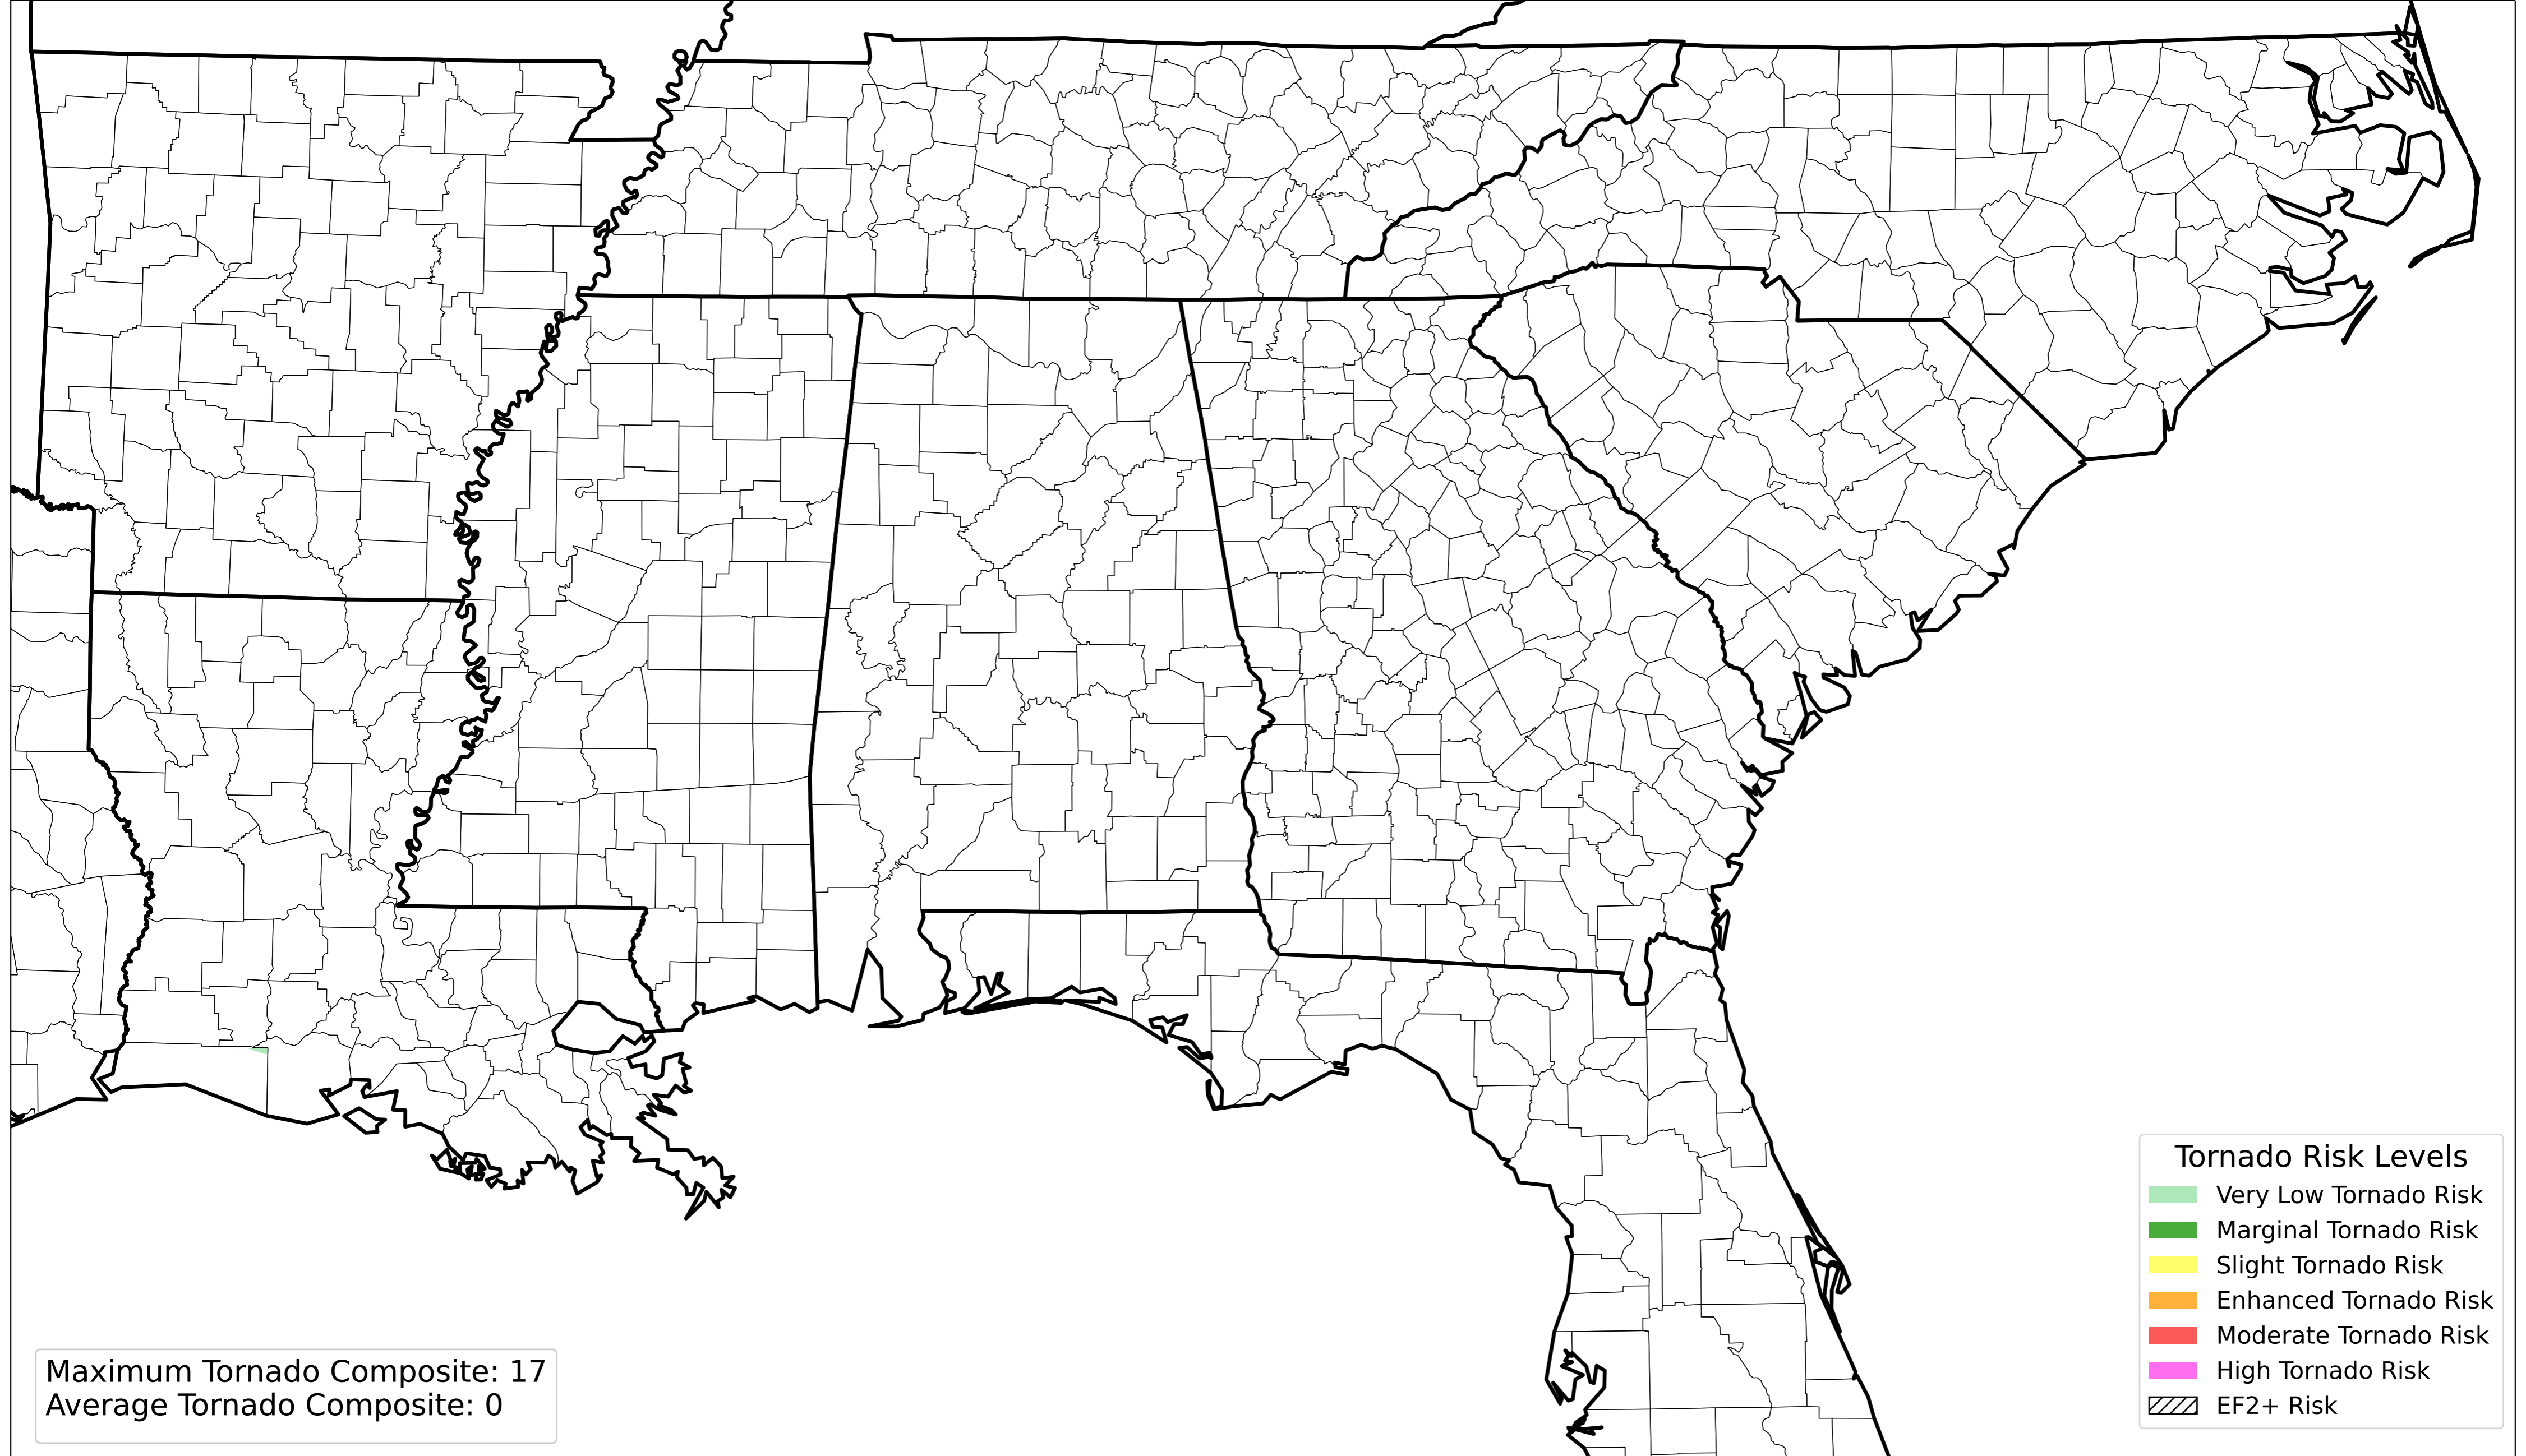 Tornado Risk Levels
Very Low Tornado Risk
Marginal Tornado Risk
Slight Tornado Risk
Enhanced Tornado Risk
Moderate Tornado Risk
High Tornado Risk
EF2+ Risk
Maximum Tornado Composite: 17
Average Tornado Composite: 0